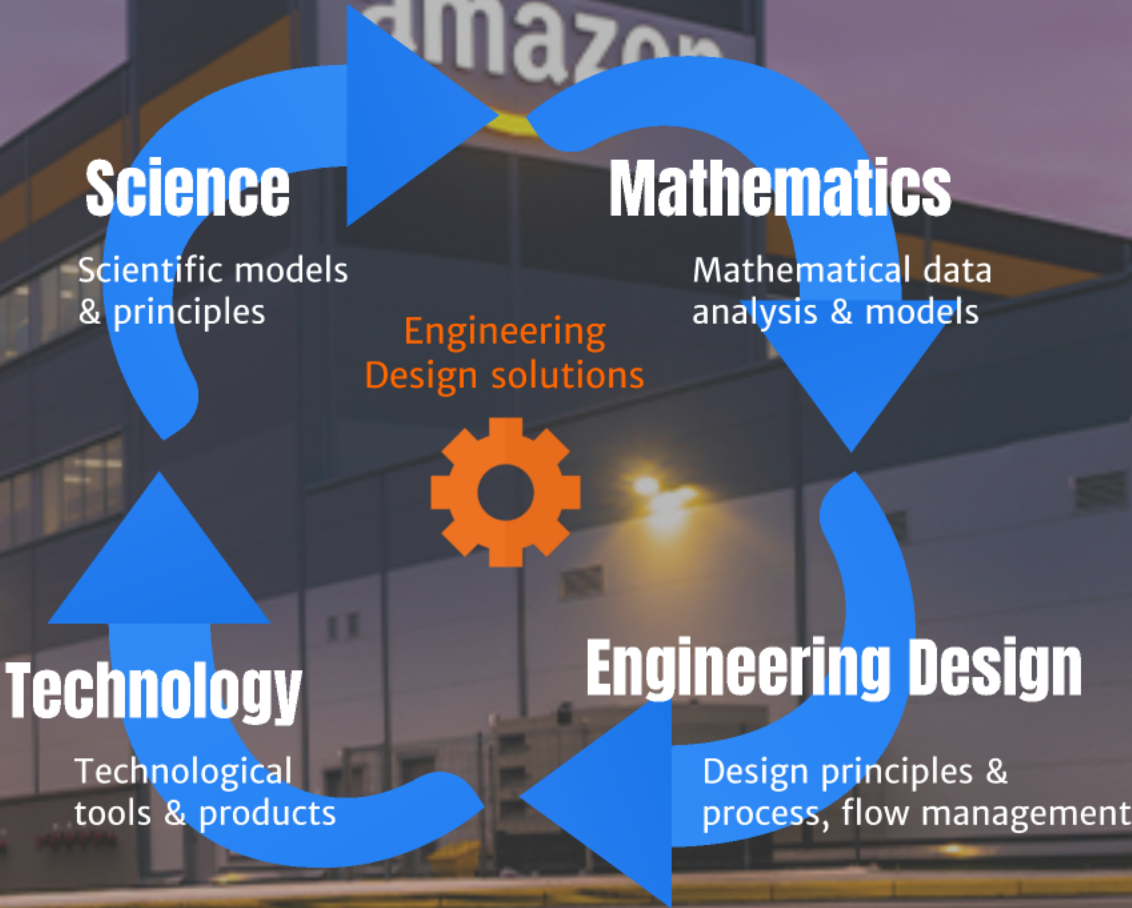 amazon
Science
Mathematics
Scientific models
& principles
Mathematical data
analysis & models
Engineering
Design solutions
Technology
Engineering Design
Technological
tools & products
Design principles &
process, flow management